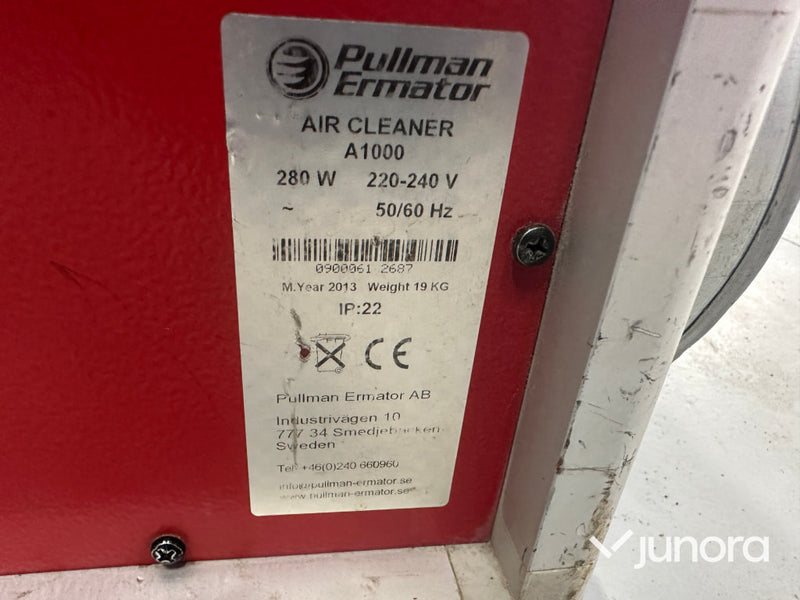 Pullman
Ermator
AIR CLEANER
A1000
280 W 220-240 V
~ 50/60 Hz
0900061 2687
M.Year 2013 Weight 19 KG
IP:22
CE
Pullman Ermator AB
Industrivägen 10
777 34 Smedjebacken
Sweden
Tel: +46(0)240 660960
info@pullman-ermator.se
www.pullman-ermator.se
junora